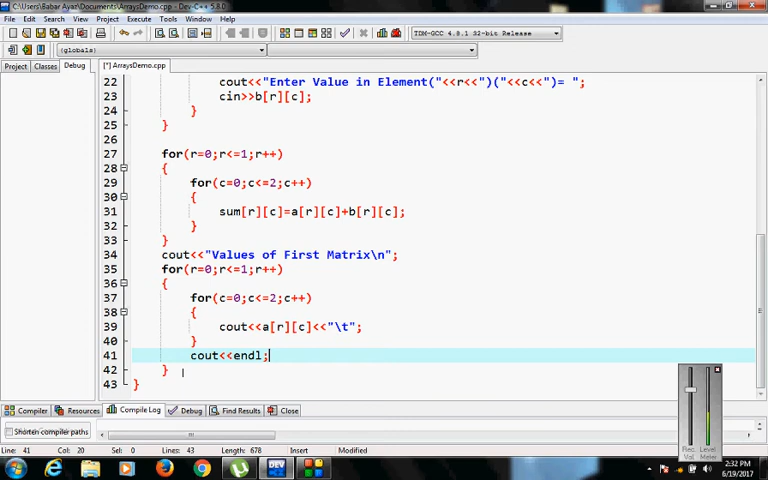 C:\Users\Babar Ayaz\Documents\ArraysDemo.cpp - Dev-C++ 5.8.0
File Edit Search View Project Execute Tools Window Help
TDM-GCC 4.8.1 32-bit Release
(globals)
Project Classes Debug
[*] ArraysDemo.cpp
22 cout<<"Enter Value in Element("<<r<<")("<<c<<")= ";
23 cin>>b[r][c];
24 }
25 }
26
27 for(r=0;r<=1;r++)
28 {
29 for(c=0;c<=2;c++)
30 {
31 sum[r][c]=a[r][c]+b[r][c];
32 }
33 }
34 cout<<"Values of First Matrix\n";
35 for(r=0;r<=1;r++)
36 {
37 for(c=0;c<=2;c++)
38 {
39 cout<<a[r][c]<<"\t";
40 }
41 cout<<endl;
42 }
43 }
Compiler Resources Compile Log Debug Find Results Close
Shorten compiler paths
Rec. Vol Level Meter
Line: 41 Col: 20 Sel: 0 Lines: 43 Length: 678 Insert Modified
2:32 PM
6/19/2017